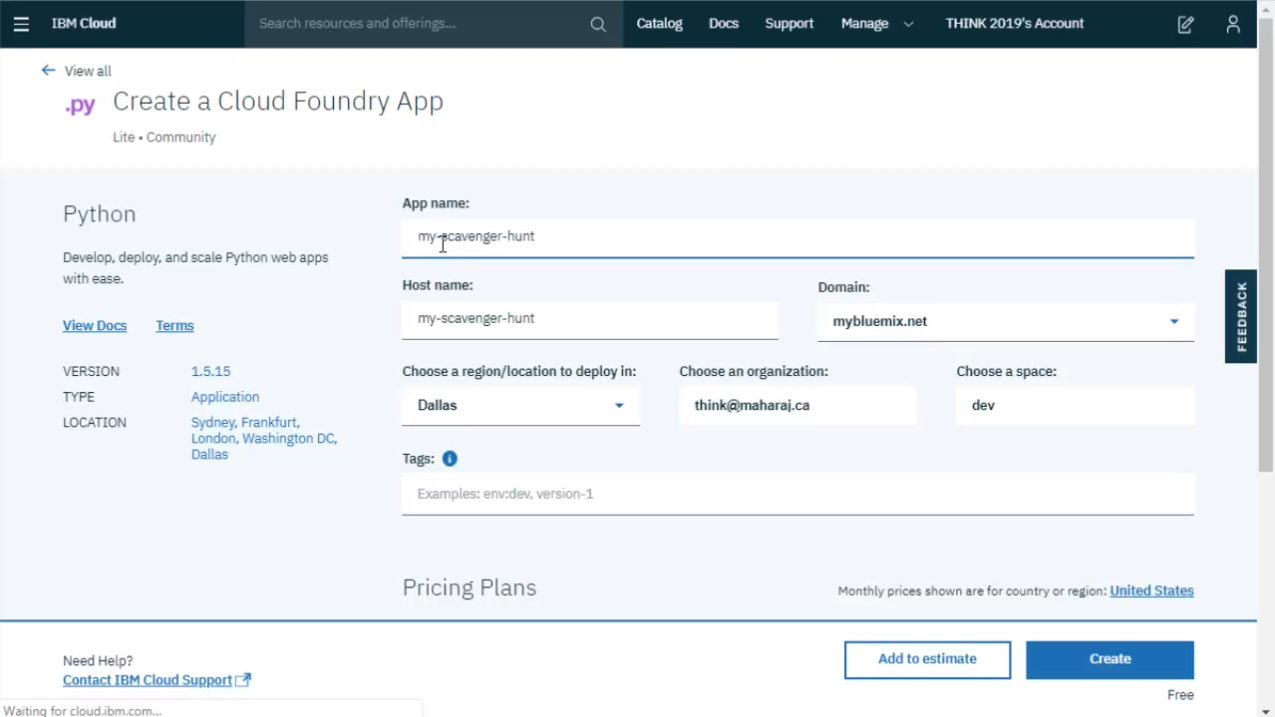 IBM Cloud
Search resources and offerings...
Catalog
Docs
Support
Manage
THINK 2019's Account
View all
.py
Create a Cloud Foundry App
Lite • Community
Python
Develop, deploy, and scale Python web apps
with ease.
View Docs
Terms
VERSION 1.5.15
TYPE Application
LOCATION Sydney, Frankfurt,
London, Washington DC,
Dallas
App name:
my-scavenger-hunt
Host name:
my-scavenger-hunt
Domain:
mybluemix.net
Choose a region/location to deploy in:
Dallas
Choose an organization:
think@maharaj.ca
Choose a space:
dev
Tags:
Examples: env:dev, version-1
FEEDBACK
Pricing Plans
Monthly prices shown are for country or region: United States
Need Help?
Contact IBM Cloud Support
Add to estimate
Create
Free
Waiting for cloud.ibm.com...